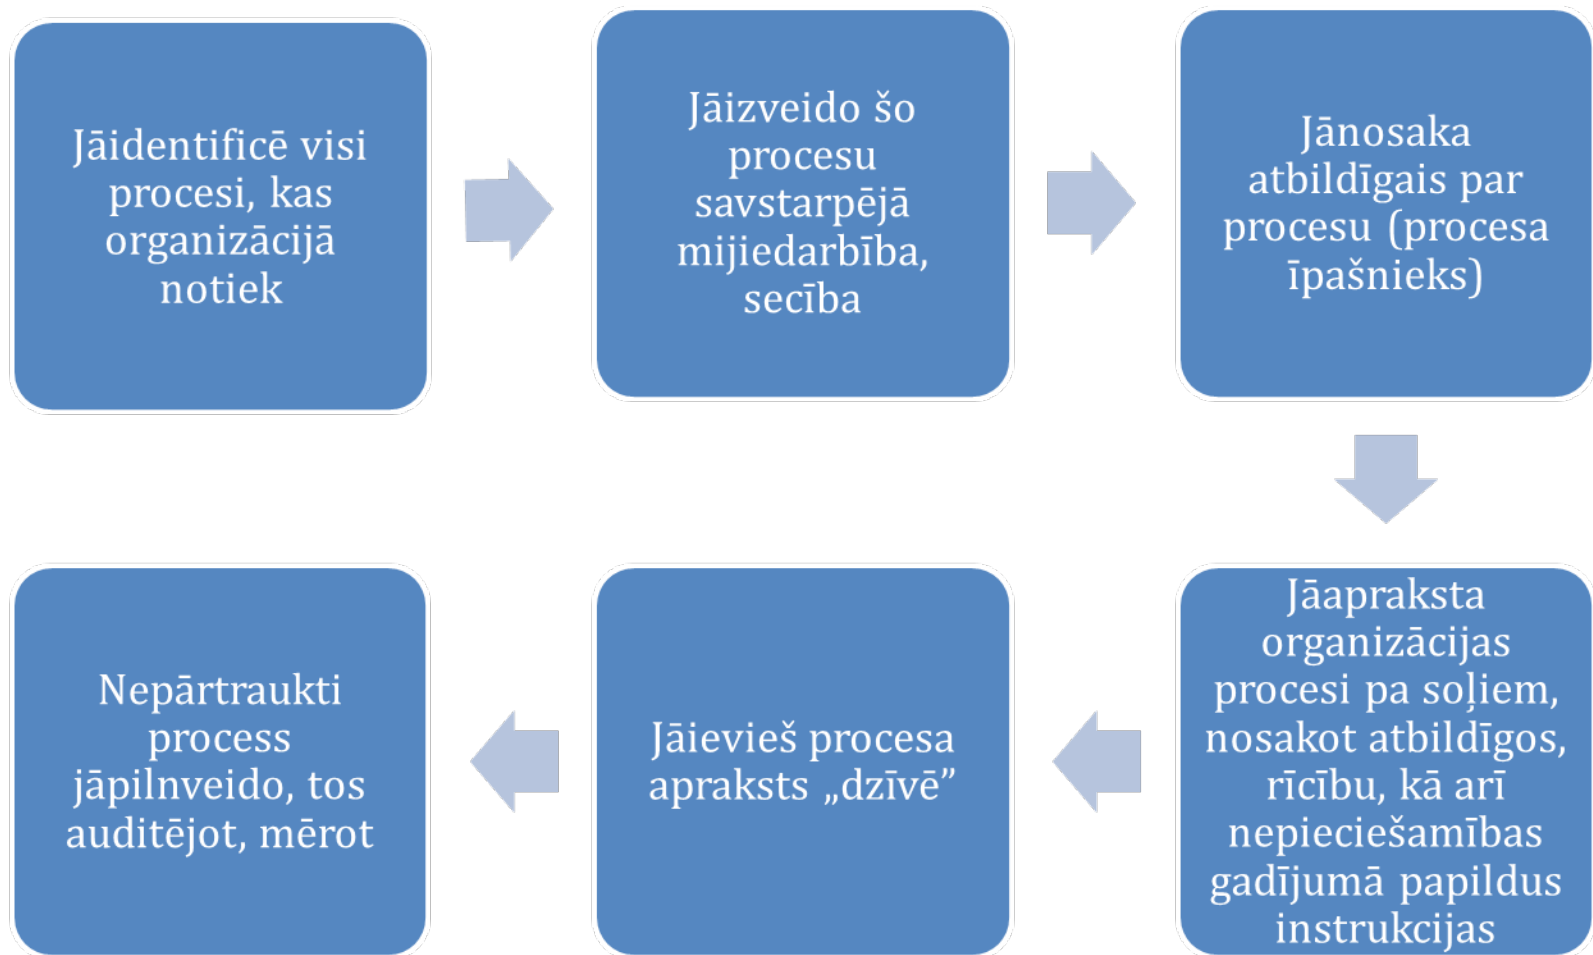 Jāidentificē visi
procesi, kas
organizācijā
notiek
Jāizveido šo
procesu
savstarpējā
mijiedarbība,
secība
Jānosaka
atbildīgais par
procesu (procesa
īpašnieks)
Jāapraksta
organizācijas
procesi pa soļiem,
nosakot atbildīgos,
rīcību, kā arī
nepieciešamības
gadījumā papildus
instrukcijas
Jāievieš procesa
apraksts „dzīvē”
Nepārtraukti
process
jāpilnveido, tos
auditējot, mērot